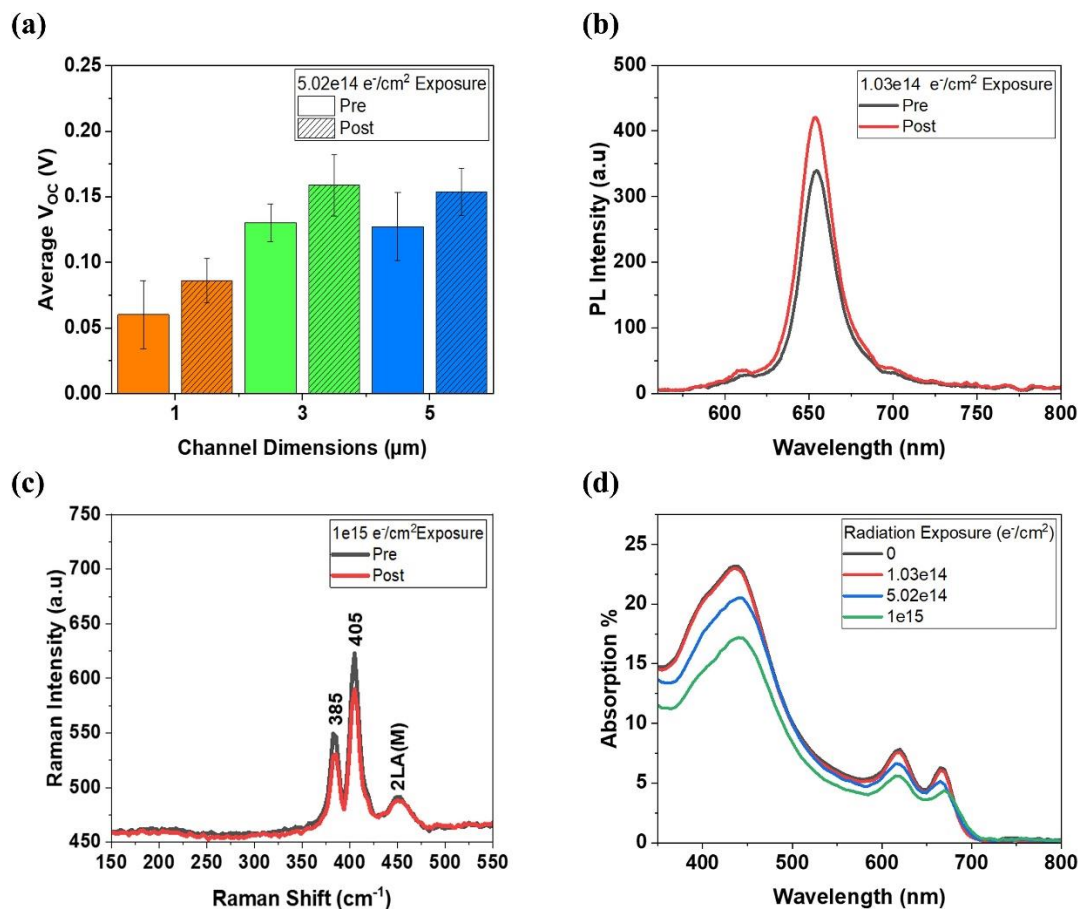 (a)
0.25
0.20
0.15
0.10
0.05
0.00
Average V_OC (V)
5.02e14 e⁻/cm² Exposure
Pre
Post
1
3
5
Channel Dimensions (µm)
(b)
500
400
300
200
100
0
PL Intensity (a.u)
1.03e14 e⁻/cm² Exposure
Pre
Post
600
650
700
750
800
Wavelength (nm)
(c)
750
700
650
600
550
500
450
Raman Intensity (a.u)
1e15 e⁻/cm²Exposure
Pre
Post
385
405
2LA(M)
150
200
250
300
350
400
450
500
550
Raman Shift (cm⁻¹)
(d)
25
20
15
10
5
0
Absorption %
Radiation Exposure (e⁻/cm²)
0
1.03e14
5.02e14
1e15
400
500
600
700
800
Wavelength (nm)